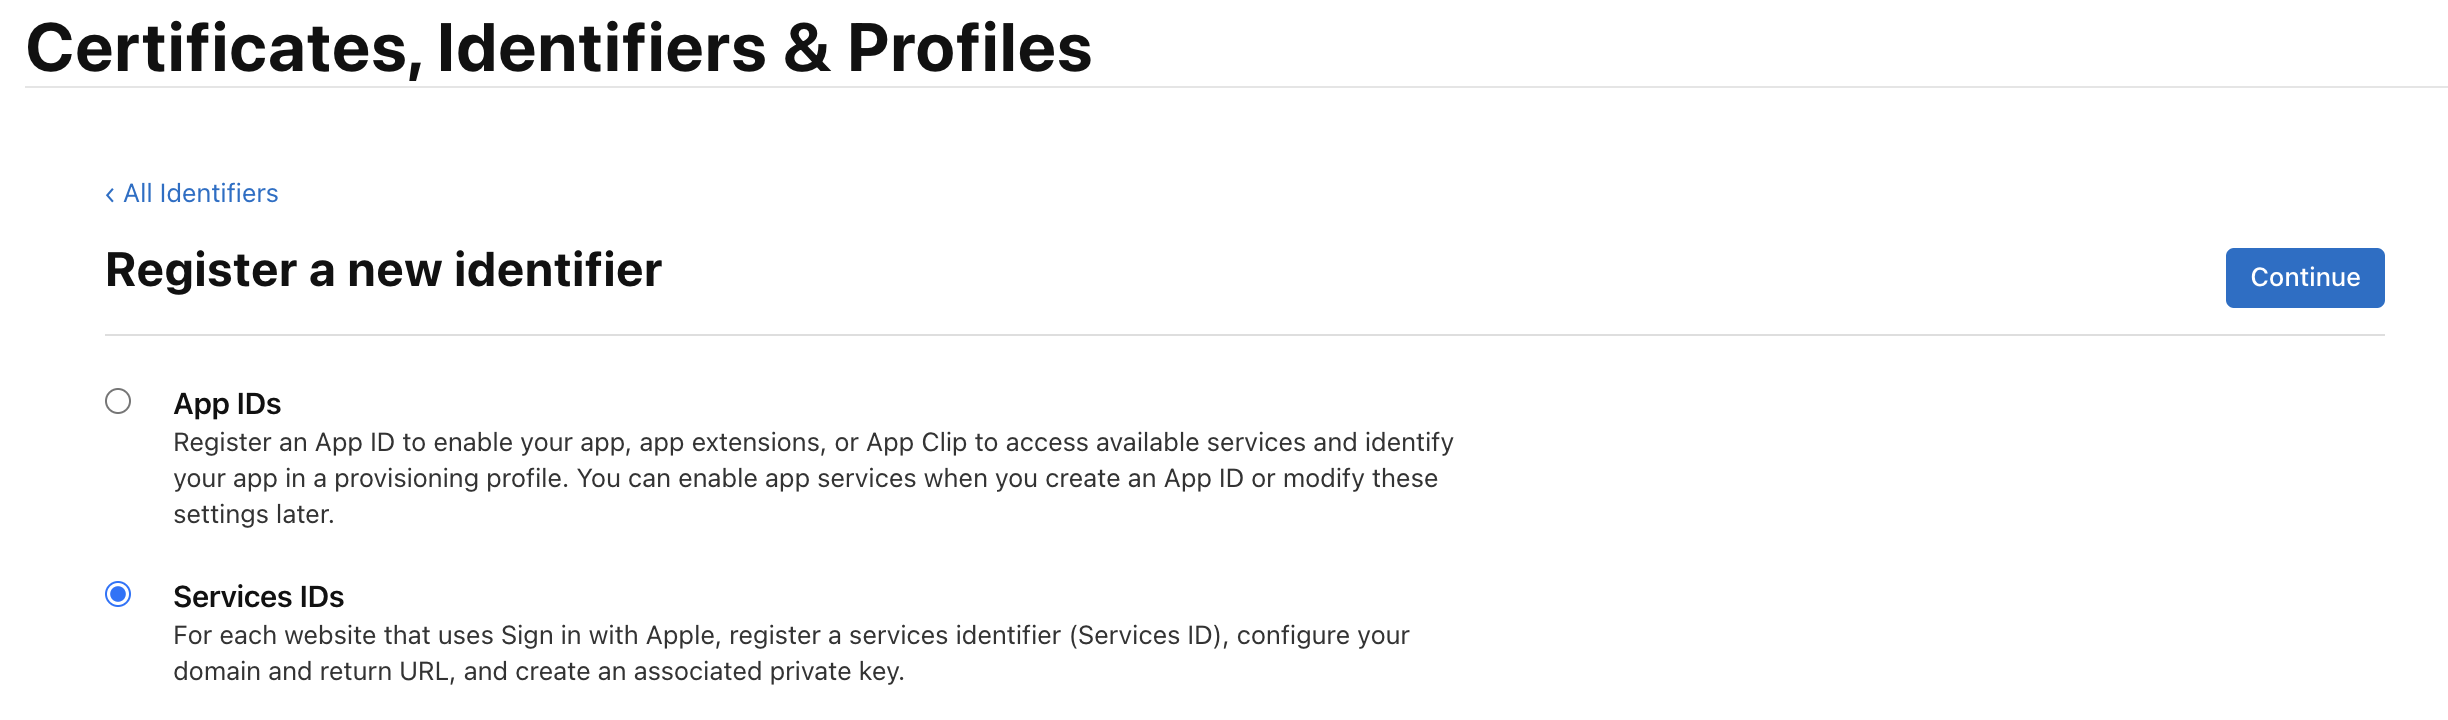 Certificates, Identifiers & Profiles
‹ All Identifiers
Register a new identifier
Continue
App IDs
Register an App ID to enable your app, app extensions, or App Clip to access available services and identify
your app in a provisioning profile. You can enable app services when you create an App ID or modify these
settings later.
Services IDs
For each website that uses Sign in with Apple, register a services identifier (Services ID), configure your
domain and return URL, and create an associated private key.